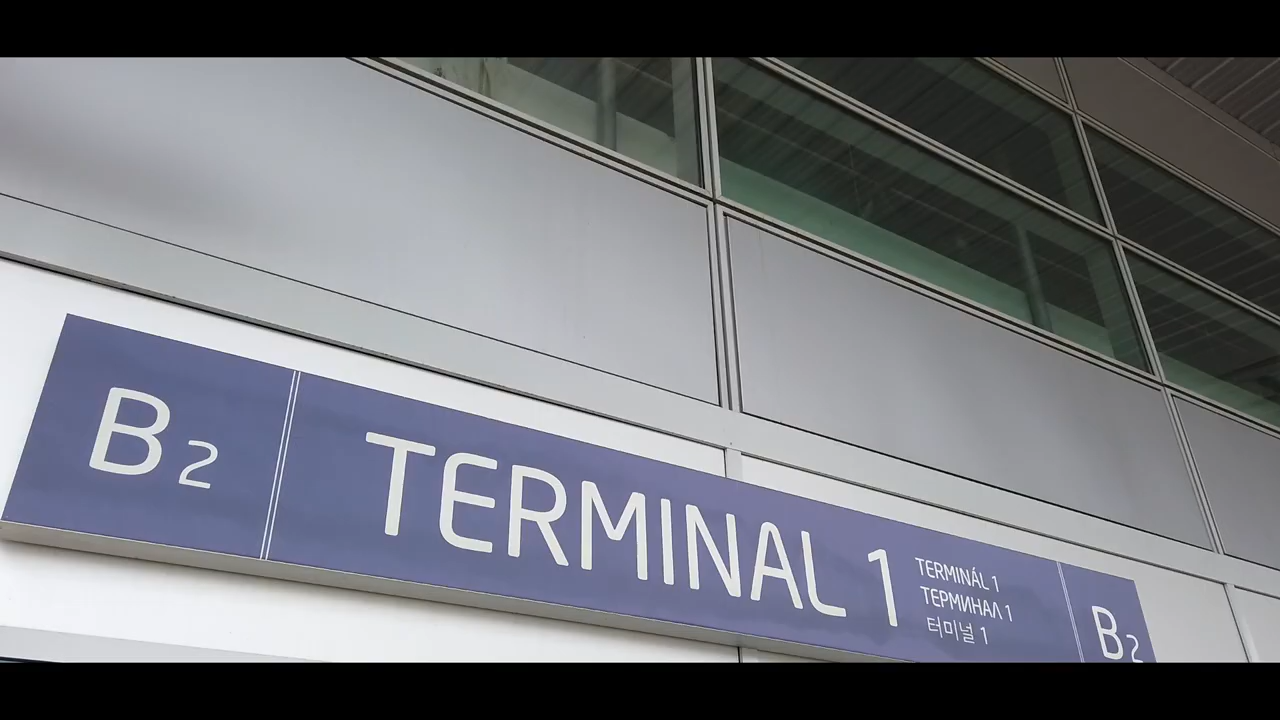 B2
TERMINAL 1
TERMINÁL 1
ТЕРМИНАЛ 1
터미널 1
B2